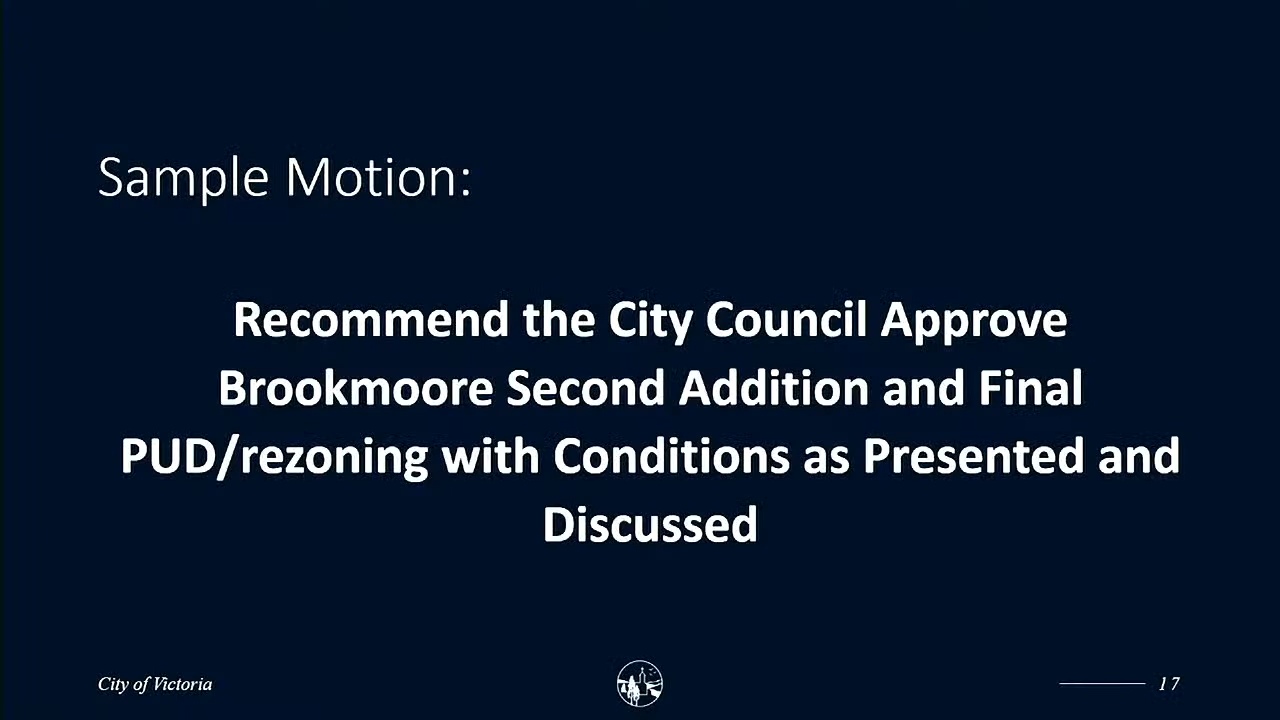 Sample Motion:
Recommend the City Council Approve
Brookmoore Second Addition and Final
PUD/rezoning with Conditions as Presented and
Discussed
City of Victoria
17